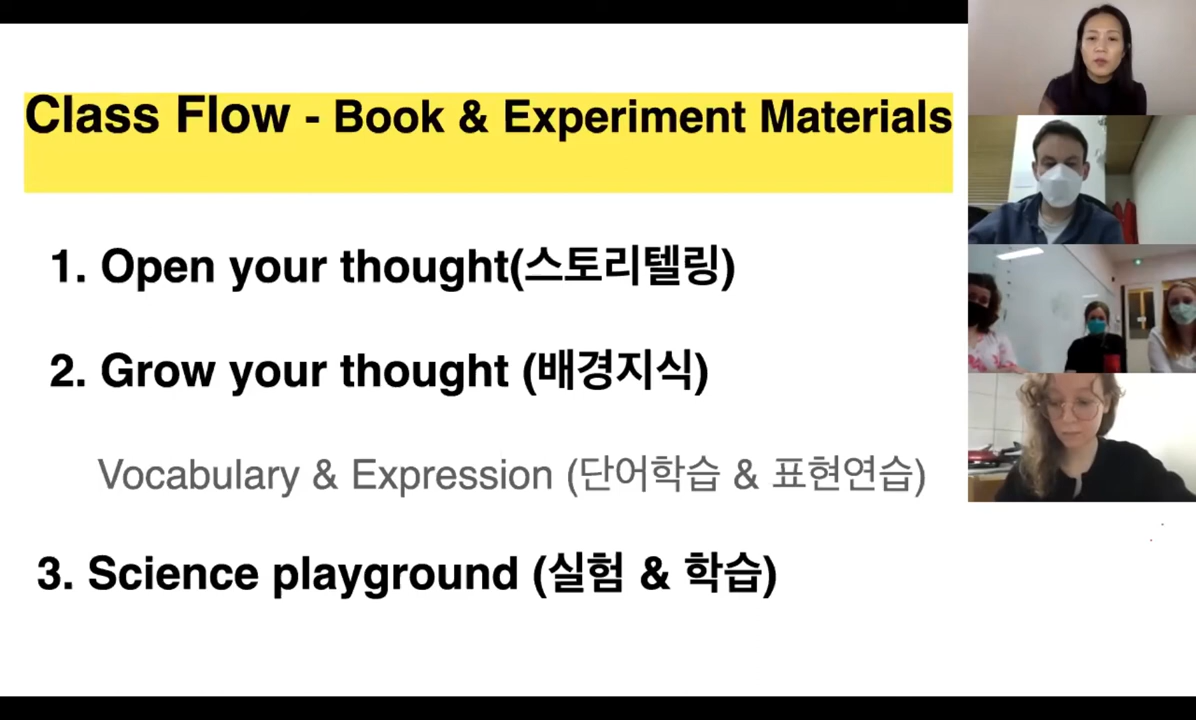 Class Flow - Book & Experiment Materials
1. Open your thought(스토리텔링)
2. Grow your thought (배경지식)
Vocabulary & Expression (단어학습 & 표현연습)
3. Science playground (실험 & 학습)